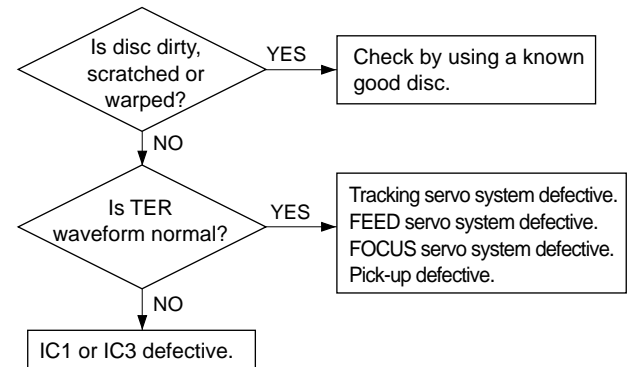 Is disc dirty,
scratched or
warped?
YES
Check by using a known
good disc.
NO
Is TER
waveform normal?
YES
Tracking servo system defective.
FEED servo system defective.
FOCUS servo system defective.
Pick-up defective.
NO
IC1 or IC3 defective.